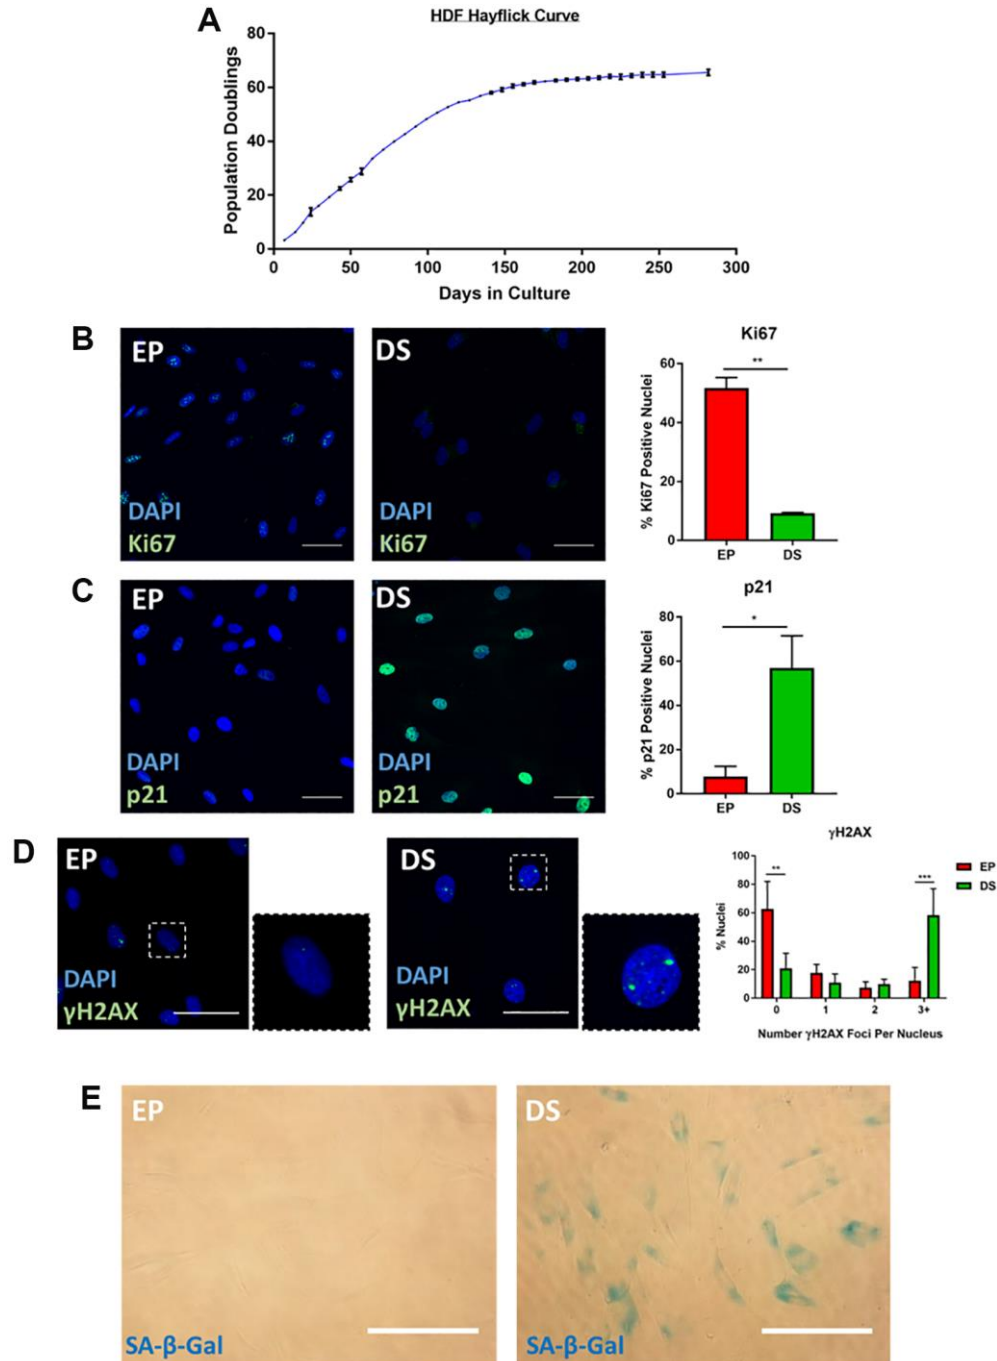 A
HDF Hayflick Curve
Population Doublings
80
60
40
20
0
0 50 100 150 200 250 300
Days in Culture
B
EP
DAPI
Ki67
DS
DAPI
Ki67
Ki67
**
% Ki67 Positive Nuclei
60
40
20
0
EP DS
C
EP
DAPI
p21
DS
DAPI
p21
p21
*
% p21 Positive Nuclei
80
60
40
20
0
EP DS
D
EP
DAPI
γH2AX
DS
DAPI
γH2AX
γH2AX
EP
DS
** ***
% Nuclei
100
80
60
40
20
0
0 1 2 3+
Number γH2AX Foci Per Nucleus
E
EP
SA-β-Gal
DS
SA-β-Gal